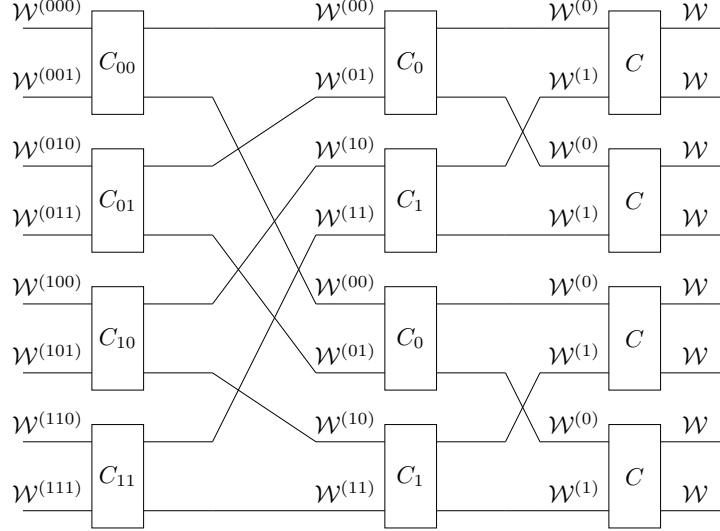 𝒲^(000) 𝒲^(00) 𝒲^(0) 𝒲
C_00 C_0 C
𝒲^(001) 𝒲^(01) 𝒲^(1) 𝒲
𝒲^(010) 𝒲^(10) 𝒲^(0) 𝒲
C_01 C_1 C
𝒲^(011) 𝒲^(11) 𝒲^(1) 𝒲
𝒲^(100) 𝒲^(00) 𝒲^(0) 𝒲
C_10 C_0 C
𝒲^(101) 𝒲^(01) 𝒲^(1) 𝒲
𝒲^(110) 𝒲^(10) 𝒲^(0) 𝒲
C_11 C_1 C
𝒲^(111) 𝒲^(11) 𝒲^(1) 𝒲